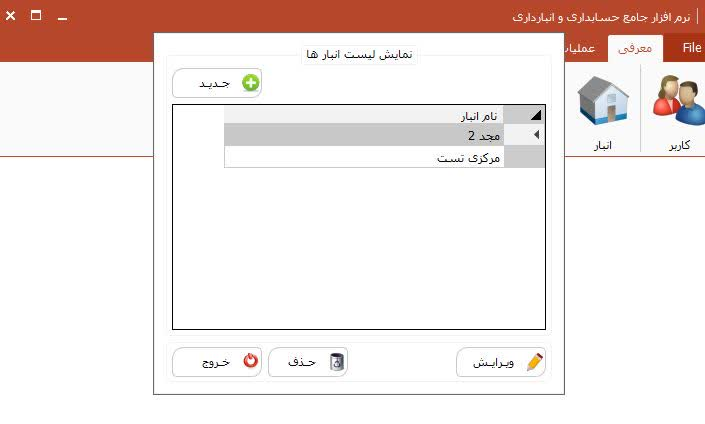 نرم افزار جامع حسابداری و انبارداری
File
معرفی
عملیات
کاربر
انبار
نمایش لیست انبار ها
جدید
نام انبار
مجد 2
مرکزی تست
ویرایش
حذف
خروج